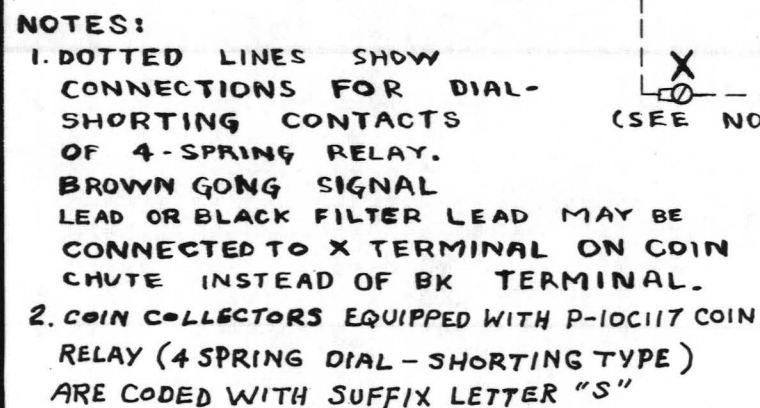 NOTES:
1. DOTTED LINES SHOW
CONNECTIONS FOR DIAL-
SHORTING CONTACTS
OF 4-SPRING RELAY.
BROWN GONG SIGNAL
LEAD OR BLACK FILTER LEAD MAY BE
CONNECTED TO X TERMINAL ON COIN
CHUTE INSTEAD OF BK TERMINAL.
2. COIN COLLECTORS EQUIPPED WITH P-10C117 COIN
RELAY (4 SPRING DIAL-SHORTING TYPE)
ARE CODED WITH SUFFIX LETTER "S"
X
(SEE NO